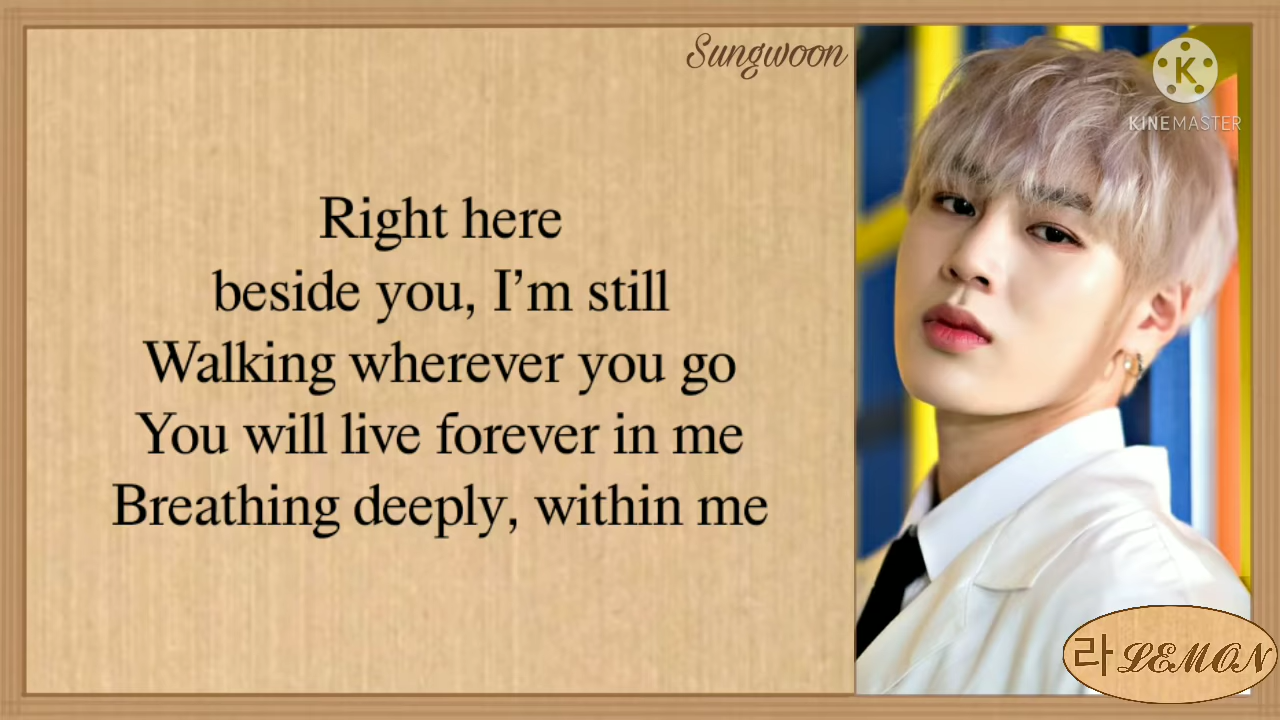 Sungwoon
K
KINEMASTER
Right here
beside you, I’m still
Walking wherever you go
You will live forever in me
Breathing deeply, within me
라 LEMON